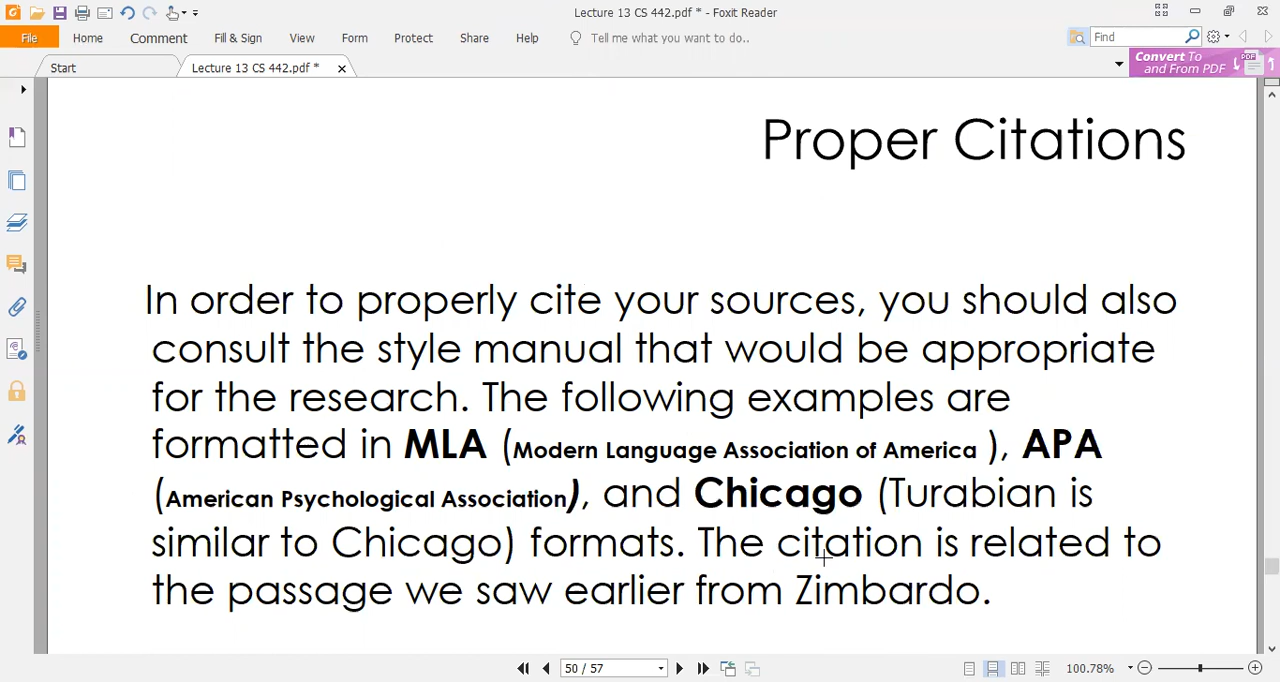 Lecture 13 CS 442.pdf * - Foxit Reader
File Home Comment Fill & Sign View Form Protect Share Help Tell me what you want to do.. Find
Start Lecture 13 CS 442.pdf * Convert To
and From PDF PDF
Proper Citations
In order to properly cite your sources, you should also
consult the style manual that would be appropriate
for the research. The following examples are
formatted in MLA (Modern Language Association of America ), APA
(American Psychological Association), and Chicago (Turabian is
similar to Chicago) formats. The citation is related to
the passage we saw earlier from Zimbardo.
50 / 57 100.78%